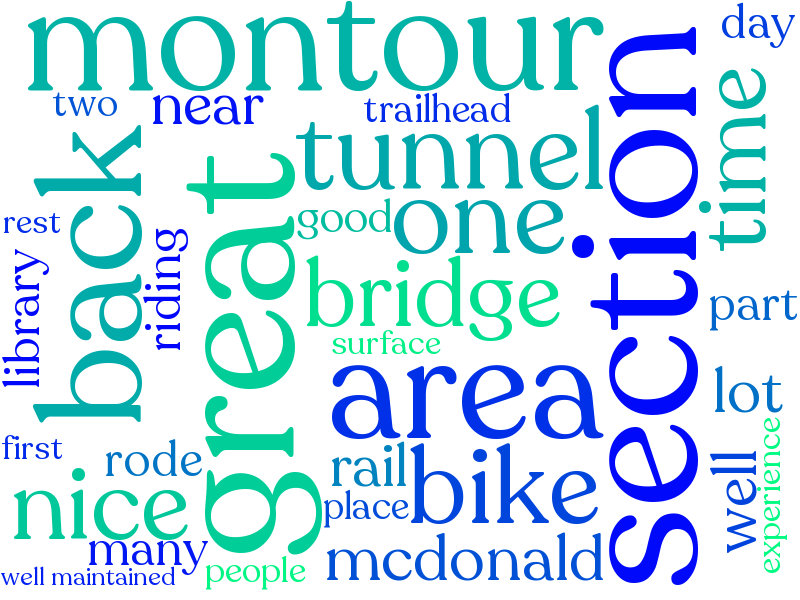 montour
day
two
near
trailhead
time
back
great
tunnel
section
rest
good
one
riding
library
bridge
part
surface
area
lot
first
rode
rail
bike
well
experience
nice
place
many
mcdonald
well maintained
people